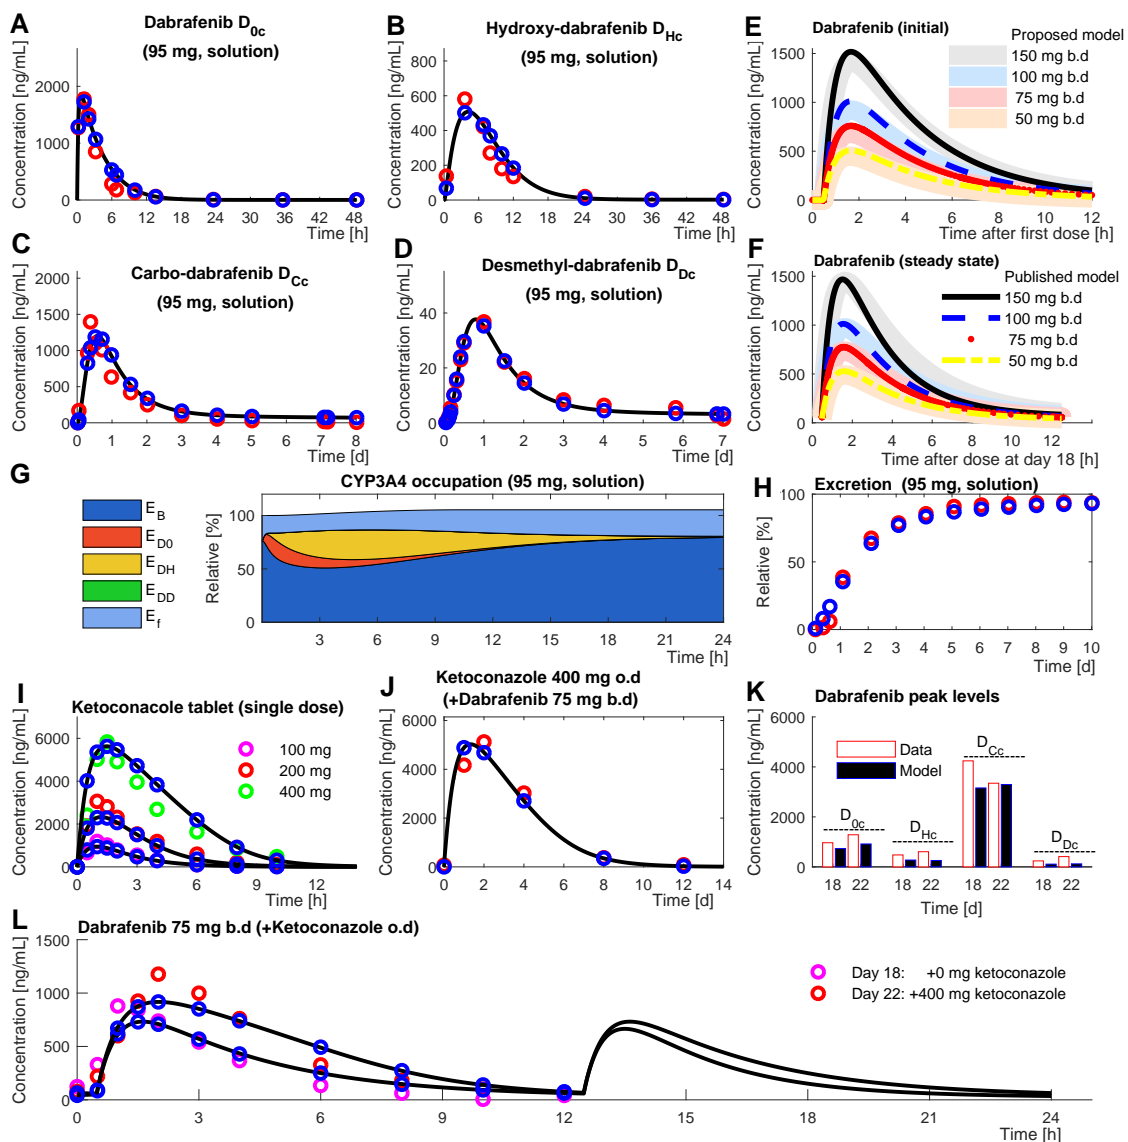 A
Dabrafenib D0c
(95 mg, solution)
Concentration [ng/mL]
2000
1000
0
0 6 12 18 24 30 36 42 48
Time [h]
B
Hydroxy-dabrafenib DHc
(95 mg, solution)
Concentration [ng/mL]
800
600
400
200
0
0 6 12 18 24 30 36 42 48
Time [h]
E
Dabrafenib (initial)
Proposed model
150 mg b.d
100 mg b.d
75 mg b.d
50 mg b.d
Concentration [ng/mL]
1500
1000
500
0
0 2 4 6 8 10 12
Time after first dose [h]
C
Carbo-dabrafenib DCc
(95 mg, solution)
Concentration [ng/mL]
2000
1500
1000
500
0
0 1 2 3 4 5 6 7 8
Time [d]
D
Desmethyl-dabrafenib DDc
(95 mg, solution)
Concentration [ng/mL]
40
20
0
0 1 2 3 4 5 6 7
Time [d]
F
Dabrafenib (steady state)
Published model
150 mg b.d
100 mg b.d
75 mg b.d
50 mg b.d
Concentration [ng/mL]
1500
1000
500
0
0 2 4 6 8 10 12
Time after dose at day 18 [h]
G
CYP3A4 occupation (95 mg, solution)
EB
ED0
EDH
EDD
Ef
Relative [%]
100
50
0
3 6 9 12 15 18 21 24
Time [h]
H
Excretion (95 mg, solution)
Relative [%]
100
50
0
0 1 2 3 4 5 6 7 8 9 10
Time [d]
I
Ketoconacole tablet (single dose)
100 mg
200 mg
400 mg
Concentration [ng/mL]
6000
4000
2000
0
0 3 6 9 12
Time [h]
J
Ketoconazole 400 mg o.d
(+Dabrafenib 75 mg b.d)
Concentration [ng/mL]
6000
4000
2000
0
0 2 4 6 8 10 12 14
Time [d]
K
Dabrafenib peak levels
Data
Model
D0c
DHc
DCc
DDc
Concentration [ng/mL]
6000
4000
2000
0
18 22 18 22 18 22 18 22
Time [d]
L
Dabrafenib 75 mg b.d (+Ketoconazole o.d)
Day 18: +0 mg ketoconazole
Day 22: +400 mg ketoconazole
Concentration [ng/mL]
1500
1000
500
0
0 3 6 9 12 15 18 21 24
Time [h]